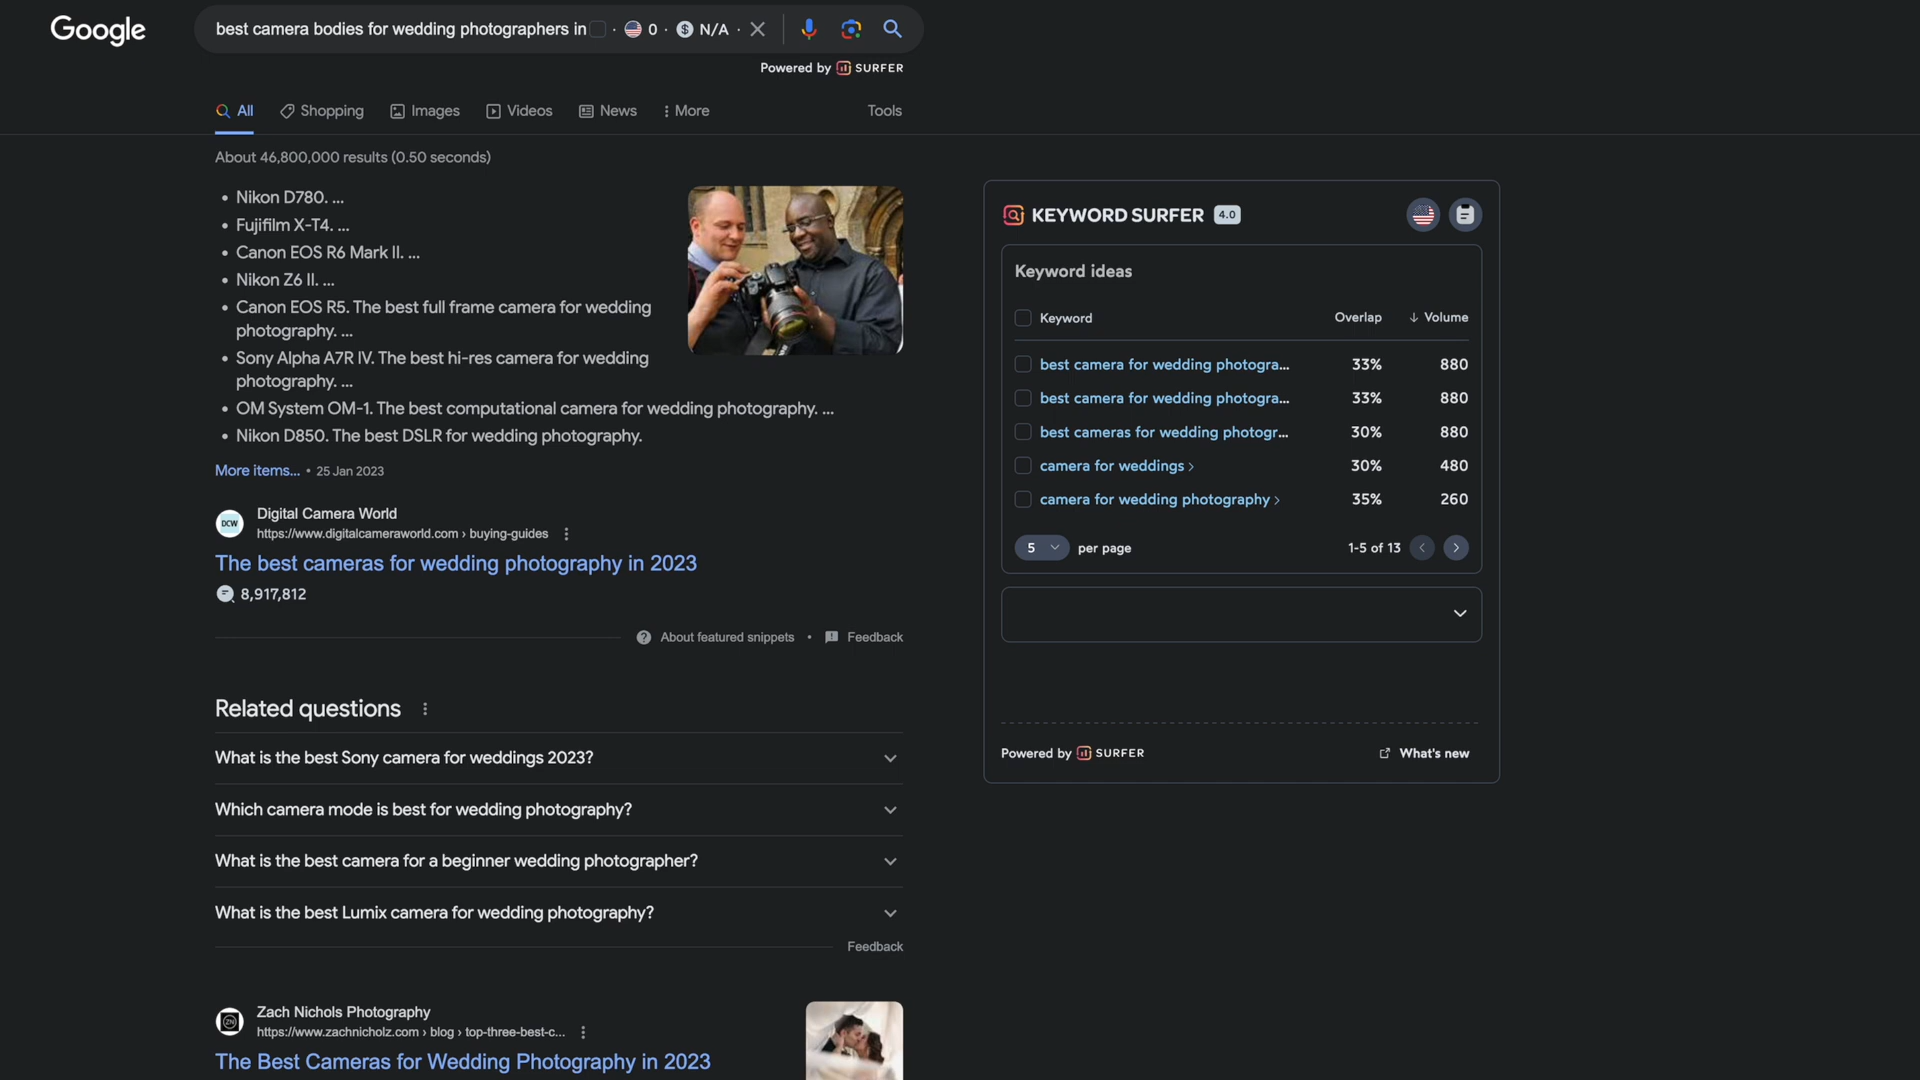 Google
best camera bodies for wedding photographers in · 0 · N/A ·
Powered by SURFER
All Shopping Images Videos News More Tools
About 46,800,000 results (0.50 seconds)
• Nikon D780. ...
• Fujifilm X-T4. ...
• Canon EOS R6 Mark II. ...
• Nikon Z6 II. ...
• Canon EOS R5. The best full frame camera for wedding
photography. ...
• Sony Alpha A7R IV. The best hi-res camera for wedding
photography. ...
• OM System OM-1. The best computational camera for wedding photography. ...
• Nikon D850. The best DSLR for wedding photography.
More items... • 25 Jan 2023
DCW
Digital Camera World
https://www.digitalcameraworld.com › buying-guides
The best cameras for wedding photography in 2023
8,917,812
About featured snippets • Feedback
Related questions
What is the best Sony camera for weddings 2023?
Which camera mode is best for wedding photography?
What is the best camera for a beginner wedding photographer?
What is the best Lumix camera for wedding photography?
Feedback
ZN
Zach Nichols Photography
https://www.zachnicholz.com › blog › top-three-best-c...
The Best Cameras for Wedding Photography in 2023
KEYWORD SURFER 4.0
Keyword ideas
Keyword Overlap ↓ Volume
best camera for wedding photogra... 33% 880
best camera for wedding photogra... 33% 880
best cameras for wedding photogr... 30% 880
camera for weddings › 30% 480
camera for wedding photography › 35% 260
5 per page 1-5 of 13
Powered by SURFER What's new